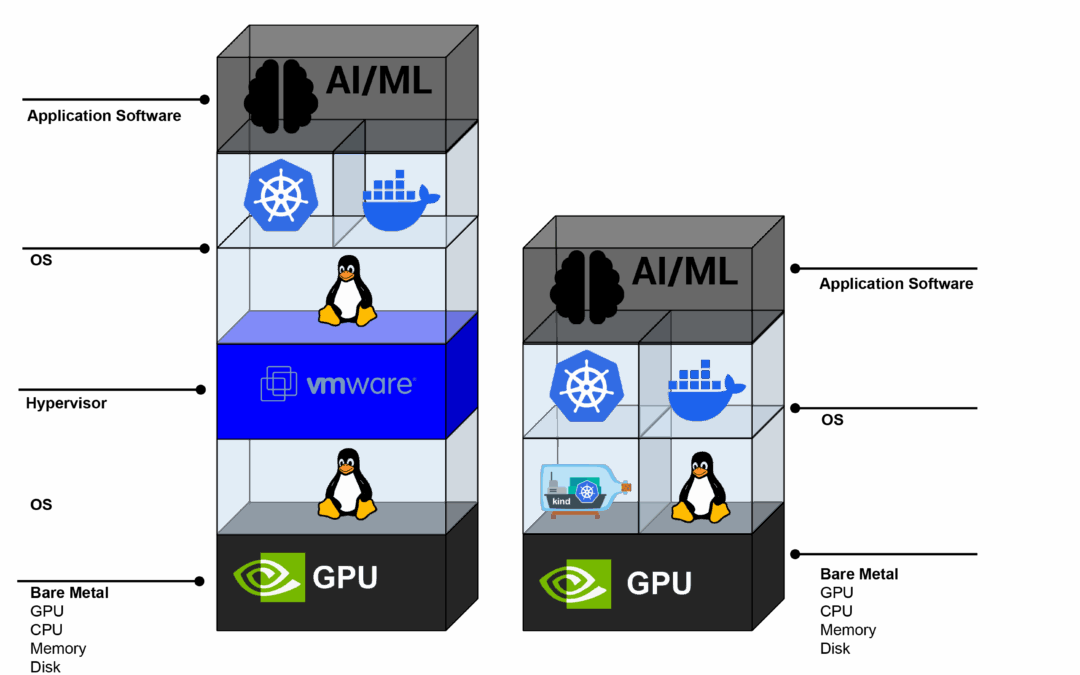 Application Software
OS
Hypervisor
OS
Bare Metal
GPU
CPU
Memory
Disk
AI/ML
vmware
GPU
AI/ML
kind
GPU
Application Software
OS
Bare Metal
GPU
CPU
Memory
Disk